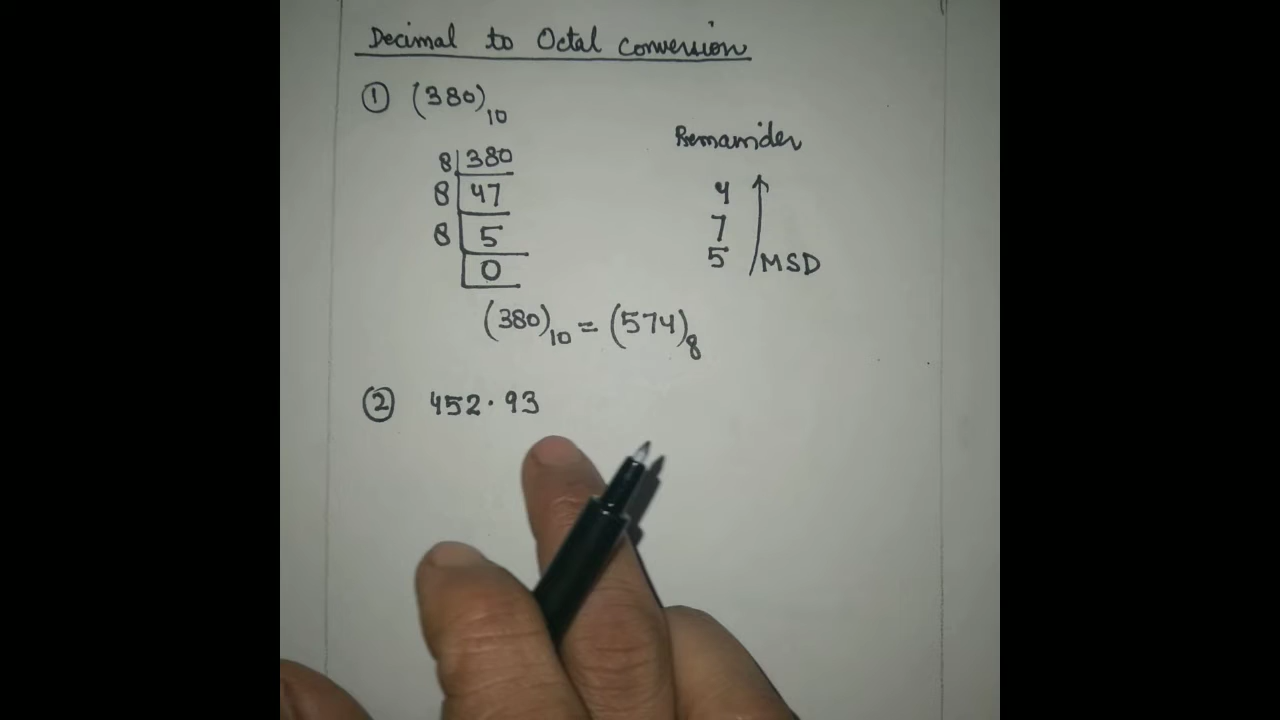 Decimal to Octal Conversion
① (380)10
Remainider
8 380
8 47 4
8 5 7
0 5 MSD
(380)10 = (574)8
② 452.93